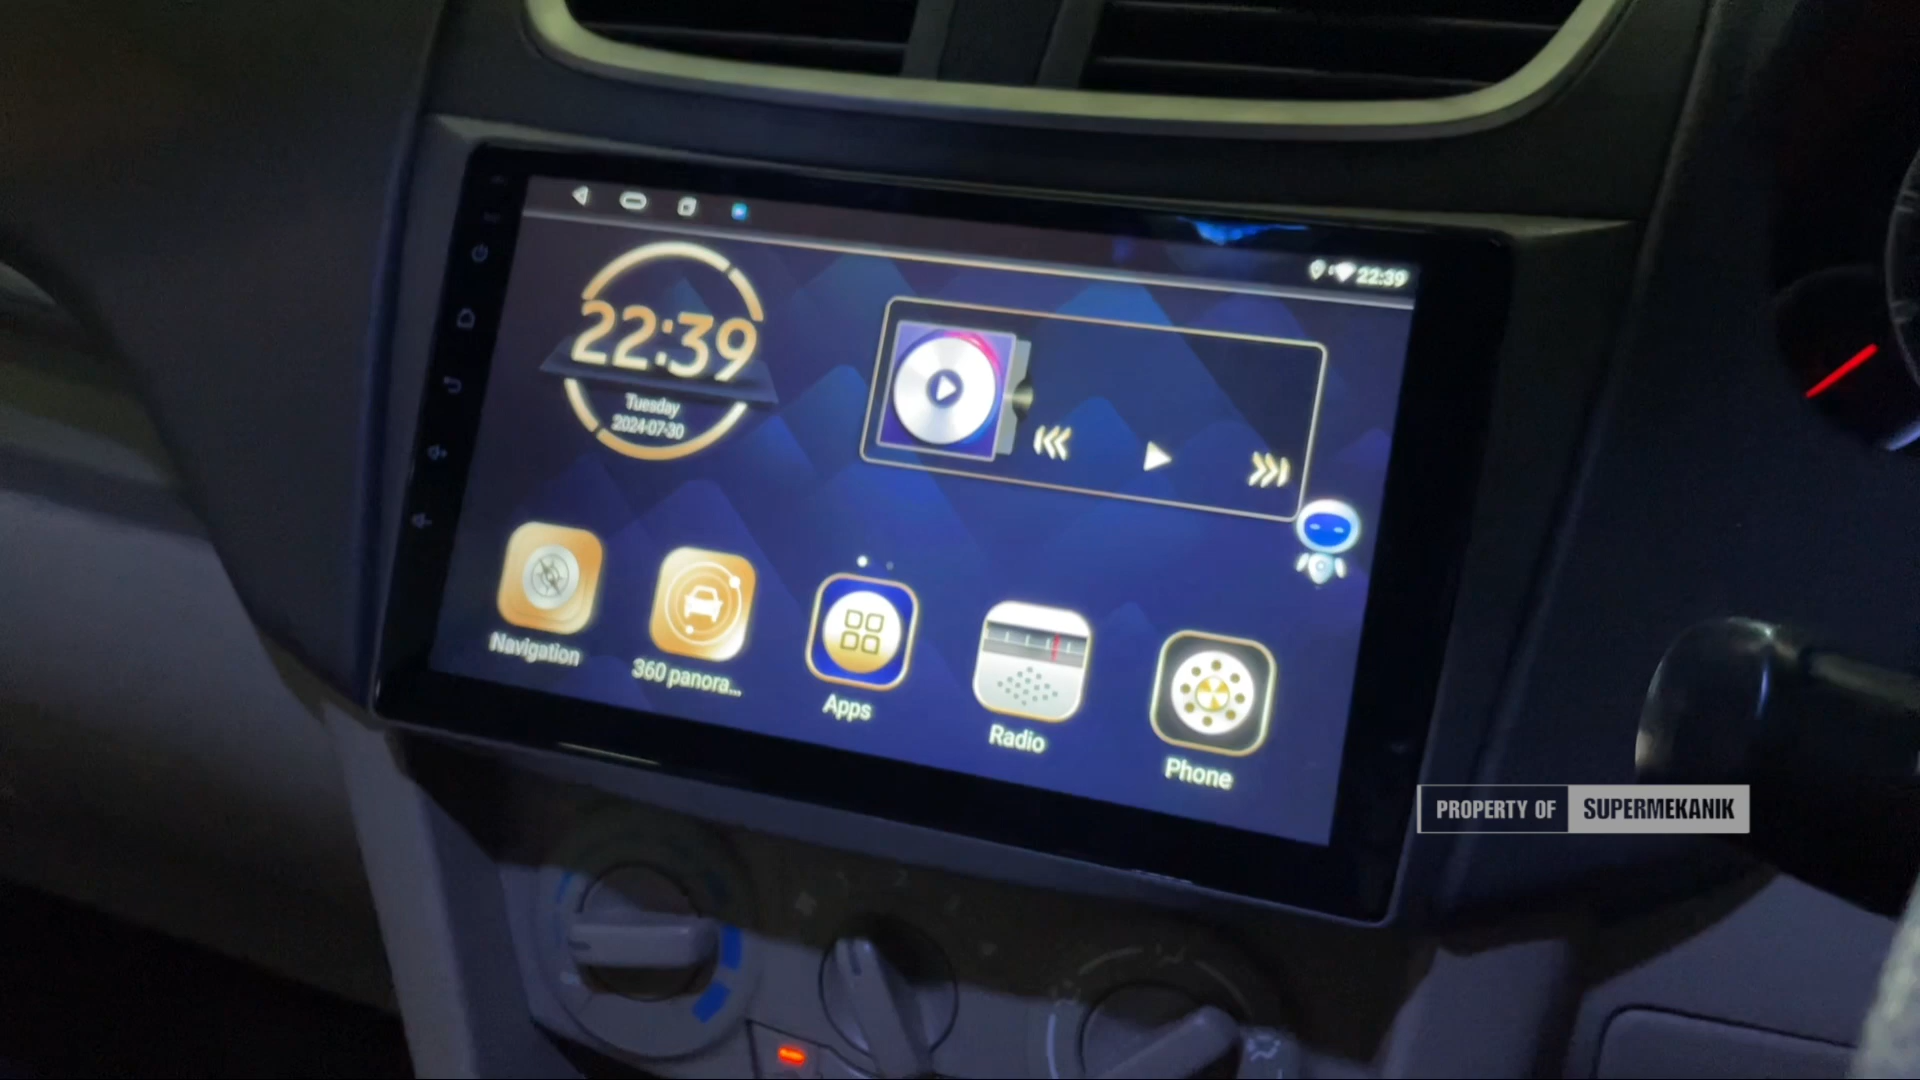 22:39
22:39
Tuesday
2024-07-30
Navigation
360 panora...
Apps
Radio
Phone
PROPERTY OF SUPERMEKANIK